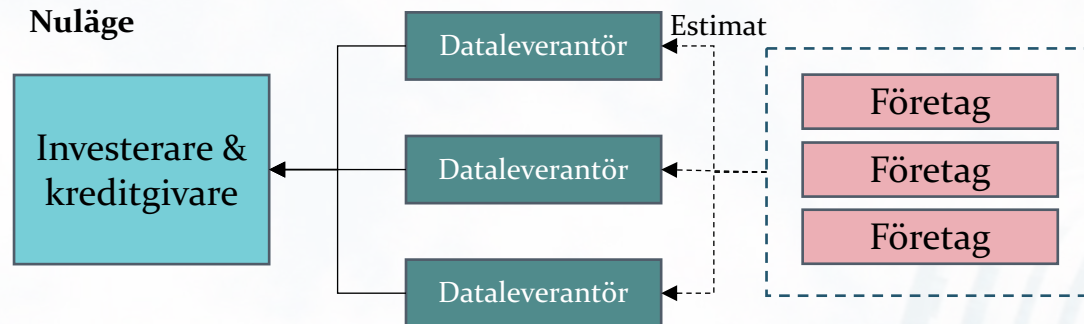 Nuläge
Investerare &
kreditgivare
Dataleverantör
Dataleverantör
Dataleverantör
Estimat
Företag
Företag
Företag